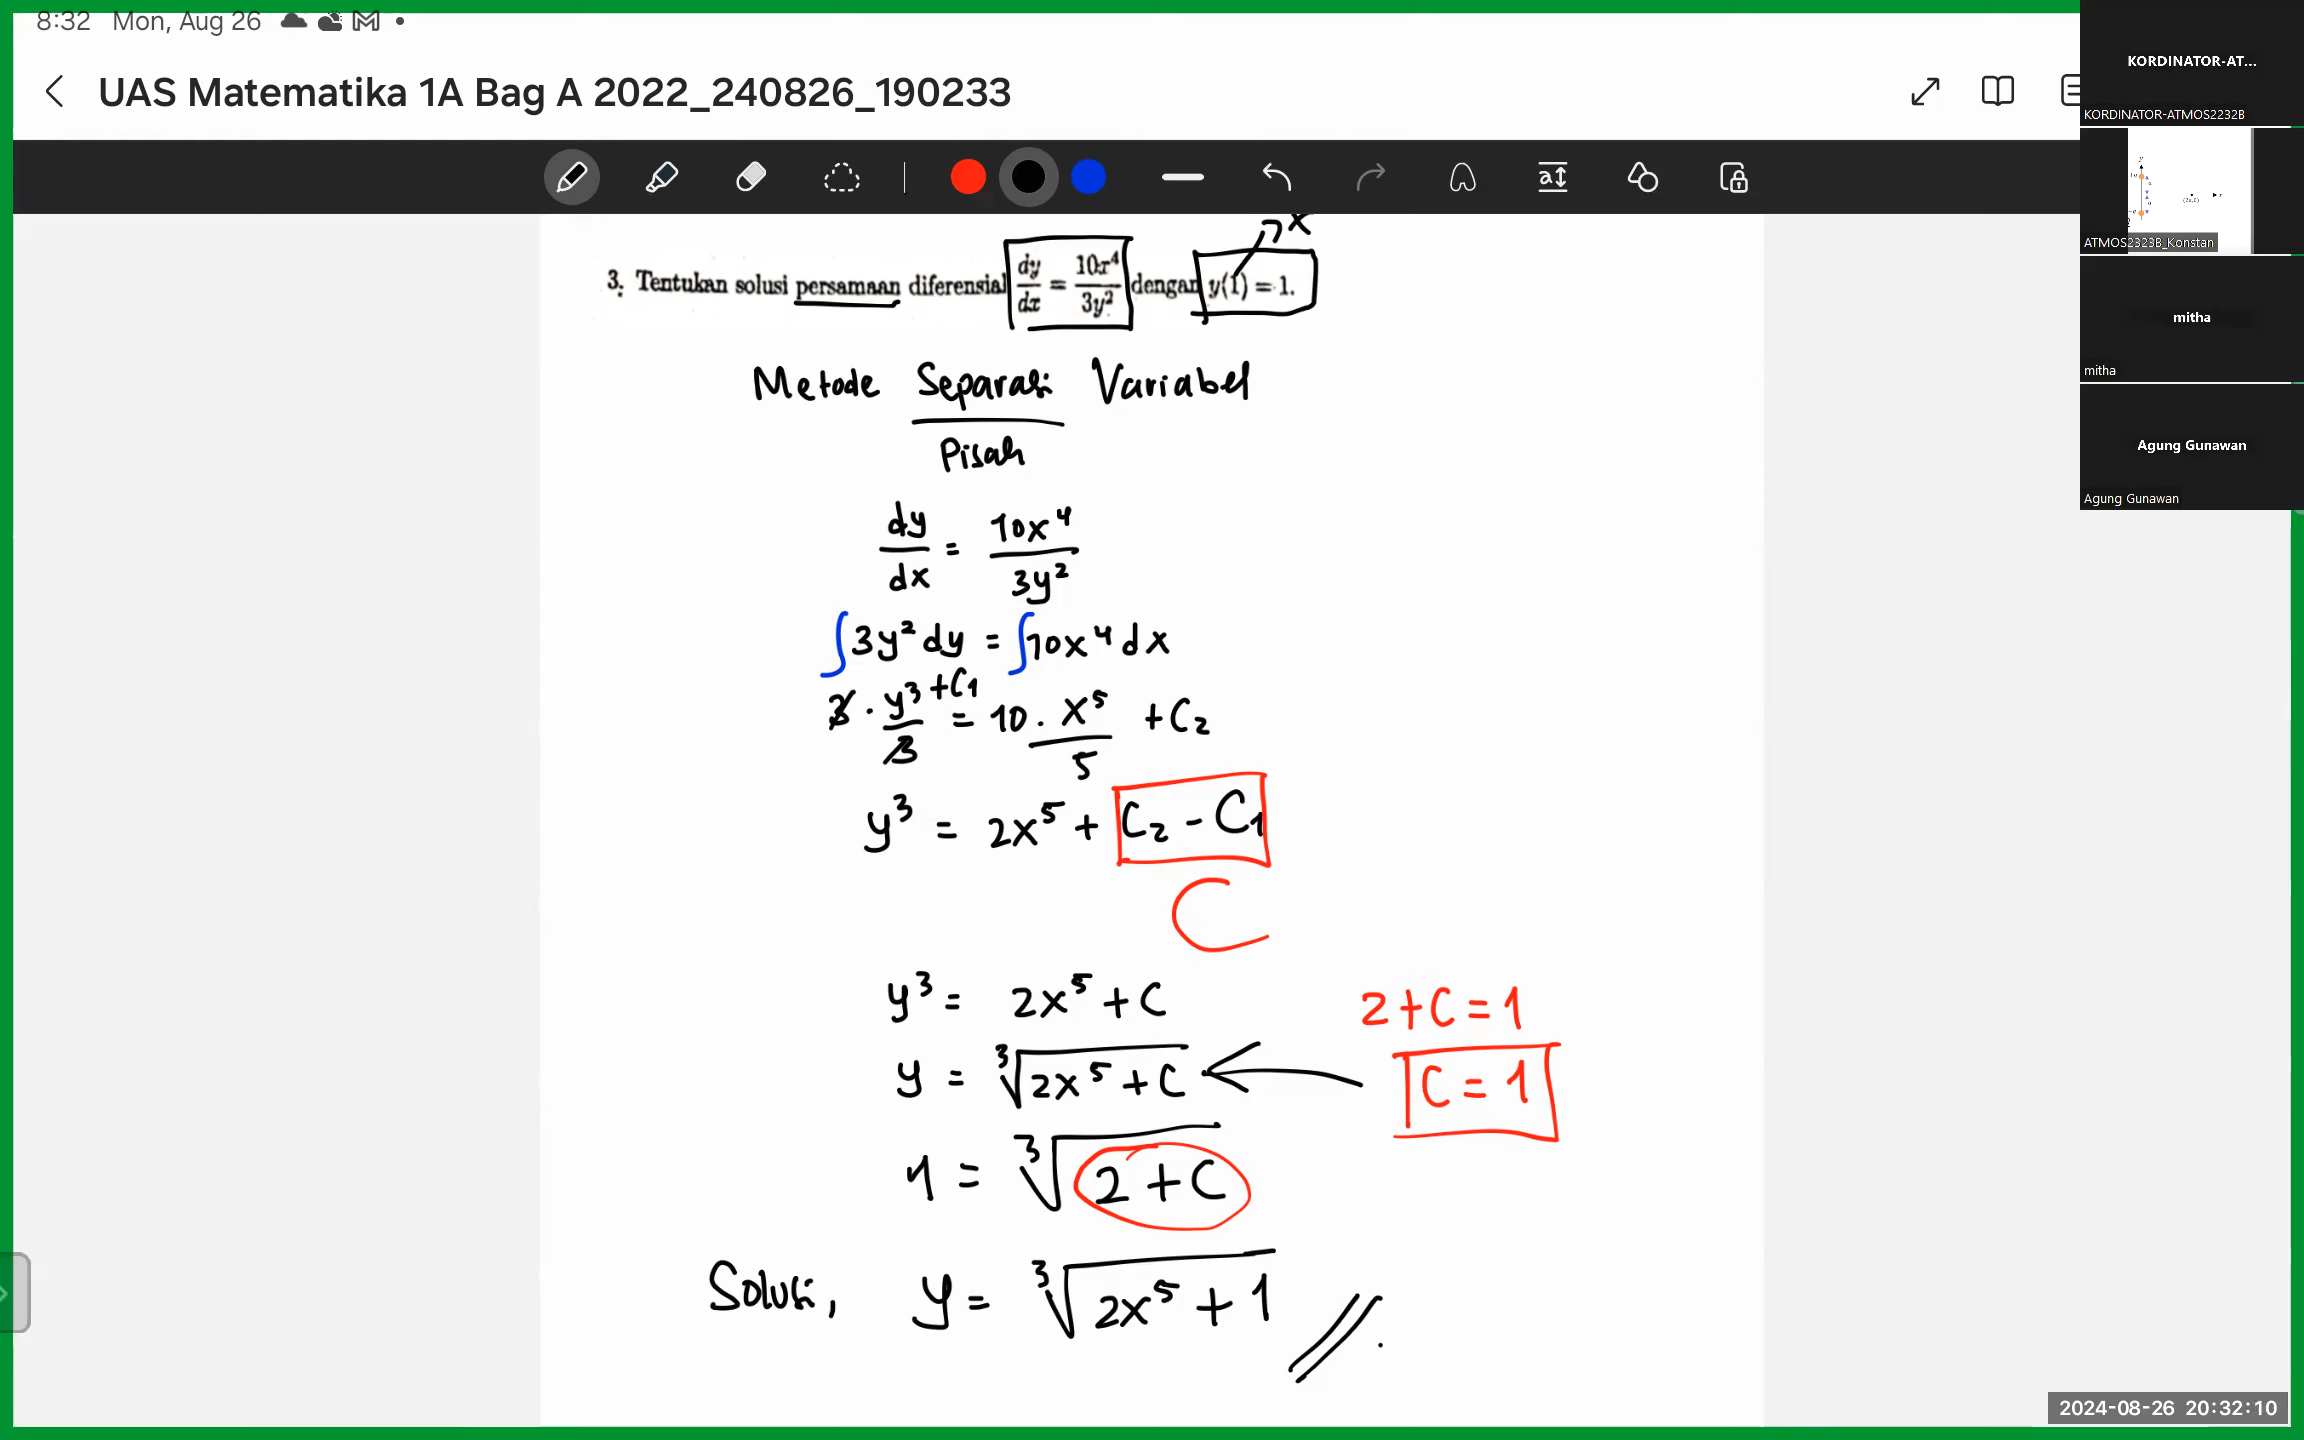 8:32 Mon, Aug 26
UAS Matematika 1A Bag A 2022_240826_190233
x
3. Tentukan solusi persamaan diferensial dy/dx = 10x⁴/3y² dengan y(1) = 1.
Metode Separasi Variabel
Pisah
dy/dx = 10x⁴/3y²
∫3y² dy = ∫10x⁴ dx
3 · y³/3 + C₁ = 10 · x⁵/5 + C₂
y³ = 2x⁵ + C₂ - C₁
C
y³ = 2x⁵ + C
2 + C = 1
y = ³√(2x⁵ + C)
C = 1
1 = ³√(2 + C)
Solusi, y = ³√(2x⁵ + 1)
KORDINATOR-AT...
KORDINATOR-ATMOS2232B
ATMOS2323B_Konstan
mitha
mitha
Agung Gunawan
Agung Gunawan
2024-08-26 20:32:10